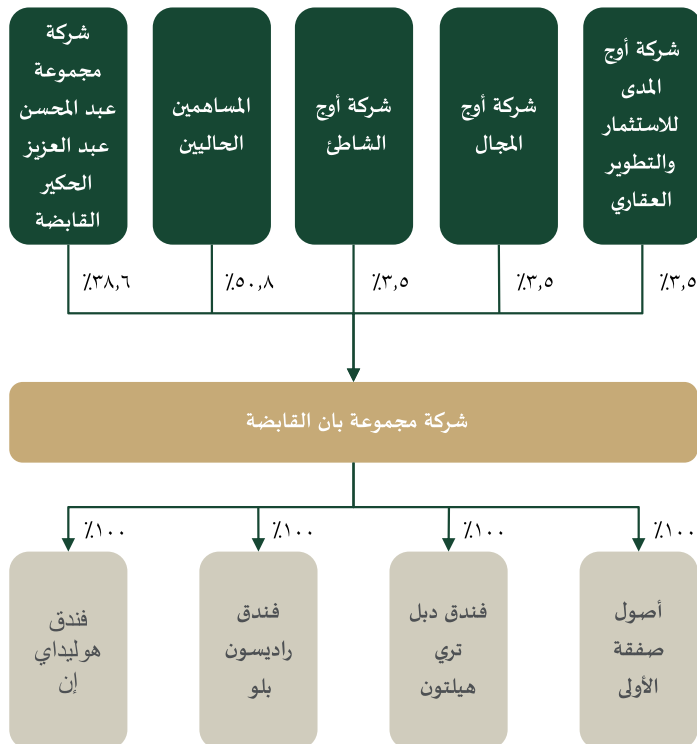 شركة أوج
المدى
للاستثمار
والتطوير
العقاري
شركة أوج
المجال
شركة أوج
الشاطئ
المساهمين
الحاليين
شركة
مجموعة
عبد المحسن
عبد العزيز
الحكير
القابضة
٪٣,٥
٪٣,٥
٪٣,٥
٪٥٠,٨
٪٣٨,٦
شركة مجموعة بان القابضة
٪١٠٠
٪١٠٠
٪١٠٠
٪١٠٠
أصول
صفقة
الأولى
فندق دبل
تري
هيلتون
فندق
راديسون
بلو
فندق
هوليداي
إن